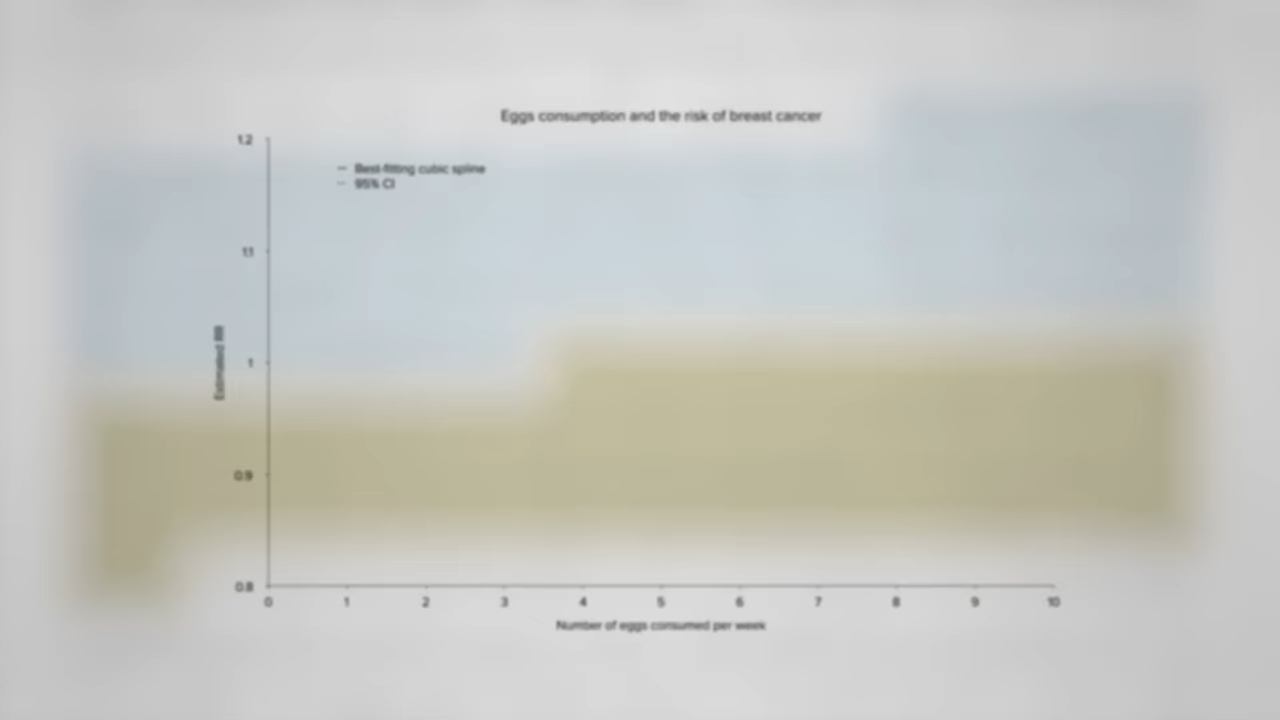 Eggs consumption and the risk of breast cancer
1.2
Best-fitting cubic spline
95% CI
1.1
Estimated RR
1
0.9
0.8
0 1 2 3 4 5 6 7 8 9 10
Number of eggs consumed per week